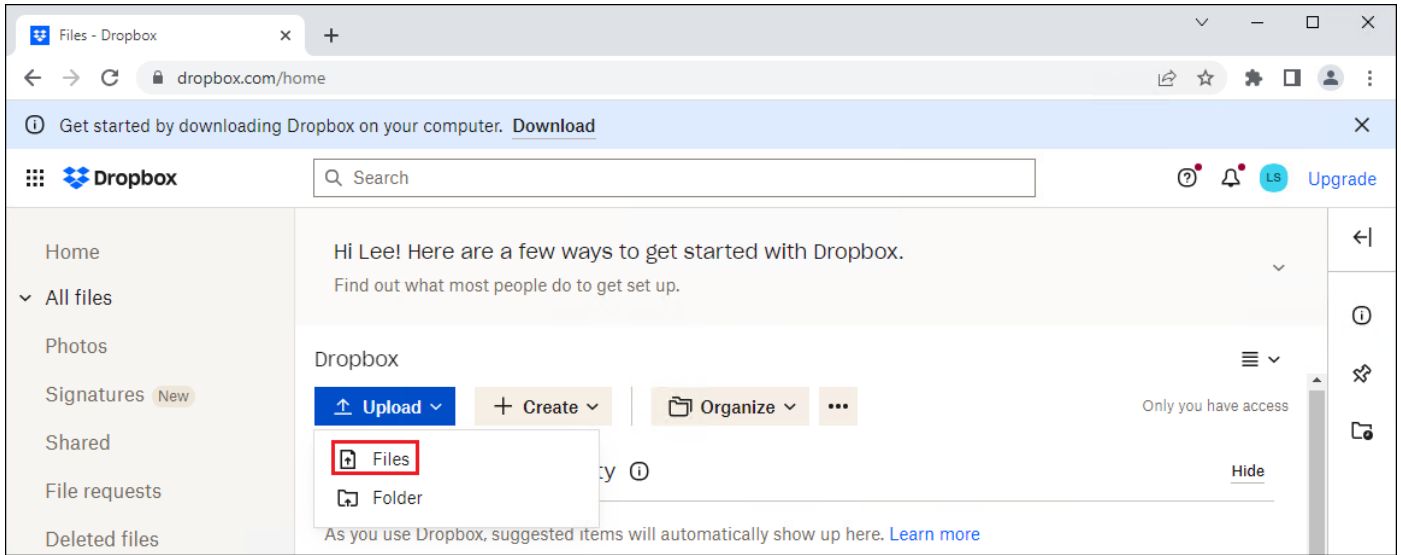 Files - Dropbox
dropbox.com/home
Get started by downloading Dropbox on your computer. Download
Dropbox
Search
LS
Upgrade
Home
All files
Photos
Signatures New
Shared
File requests
Deleted files
Hi Lee! Here are a few ways to get started with Dropbox.
Find out what most people do to get set up.
Dropbox
Upload
Create
Organize
Only you have access
Files
Folder
ty
Hide
As you use Dropbox, suggested items will automatically show up here. Learn more